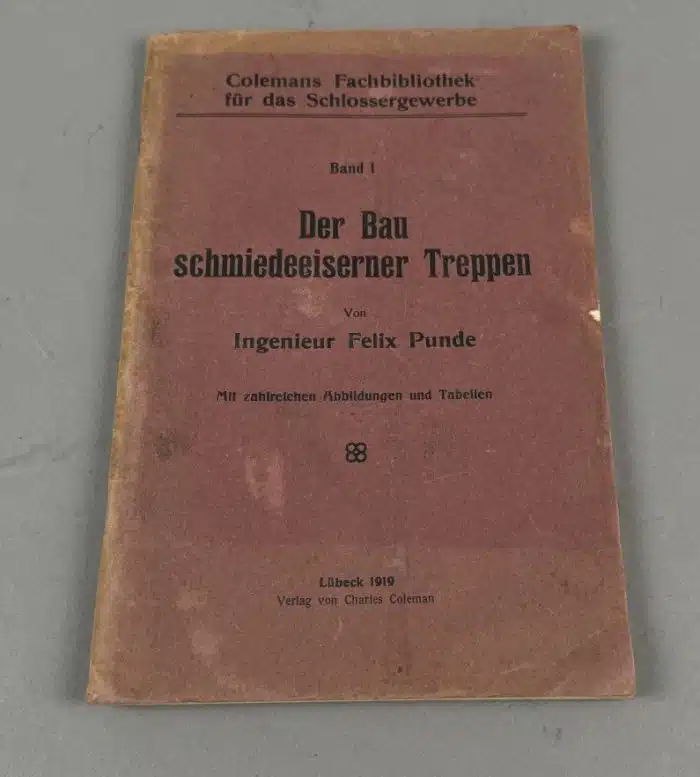 Colemans Fachbibliothek
für das Schlossergewerbe
Band I
Der Bau
schmiedeeiserner Treppen
Von
Ingenieur Felix Punde
Mit zahlreichen Abbildungen und Tabellen
Lübeck 1919
Verlag von Charles Coleman